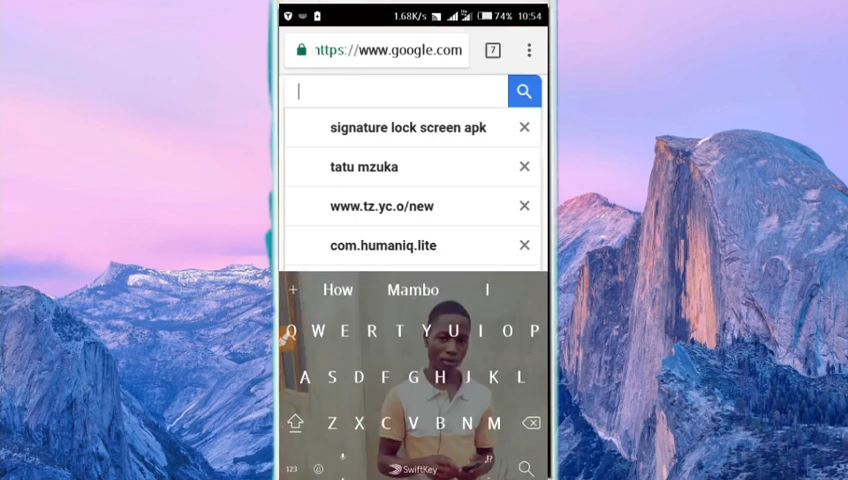 1.68K/s 74% 10:54
https://www.google.com 7
signature lock screen apk
tatu mzuka
www.tz.yc.o/new
com.humaniq.lite
How Mambo I
Q W E R T Y U I O P
A S D F G H J K L
Z X C V B N M
123 SwiftKey